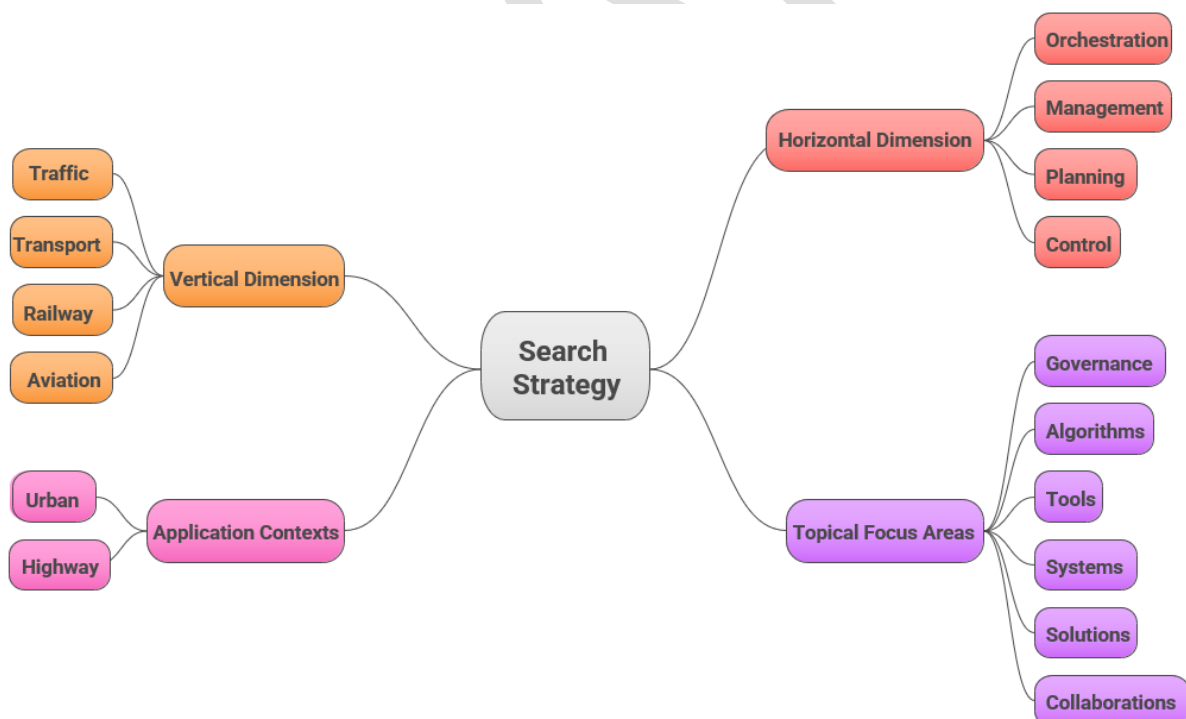 Search
Strategy
Horizontal Dimension
Orchestration
Management
Planning
Control
Topical Focus Areas
Governance
Algorithms
Tools
Systems
Solutions
Collaborations
Vertical Dimension
Traffic
Transport
Railway
Aviation
Application Contexts
Urban
Highway